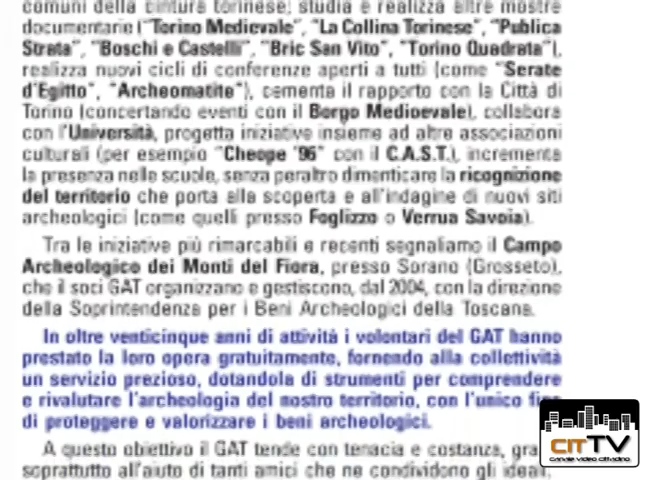 comuni della cintura torinese; studia e realizza altre mostre
documentarie ("Torino Medievale", "La Collina Torinese", "Publica
Strata", "Boschi e Castelli", "Bric San Vito", "Torino Quadrata"),
realizza nuovi cicli di conferenze aperti a tutti (come "Serate
d'Egitto", "Archeomatite"), cementa il rapporto con la Città di
Torino (concertando eventi con il Borgo Medioevale), collabora
con l'Università, progetta iniziative insieme ad altre associazioni
culturali (per esempio "Cheope '96" con il C.A.S.T.), incrementa
la presenza nelle scuole, senza peraltro dimenticare la ricognizione
del territorio che porta alla scoperta e all'indagine di nuovi siti
archeologici (come quelli presso Foglizzo o Verrua Savoia).
Tra le iniziative più rimarcabili e recenti segnaliamo il Campo
Archeologico dei Monti del Fiora, presso Sorano (Grosseto),
che il soci GAT organizzano e gestiscono, dal 2004, con la direzione
della Soprintendenza per i Beni Archeologici della Toscana.
In oltre venticinque anni di attività i volontari del GAT hanno
prestato la loro opera gratuitamente, fornendo alla collettività
un servizio prezioso, dotandola di strumenti per comprendere
e rivalutare l'archeologia del nostro territorio, con l'unico fine
di proteggere e valorizzare i beni archeologici.
A questo obiettivo il GAT tende con tenacia e costanza,
soprattutto all'aiuto di tanti amici che ne condividono gli ideali.
CITTV
canale video cittadino